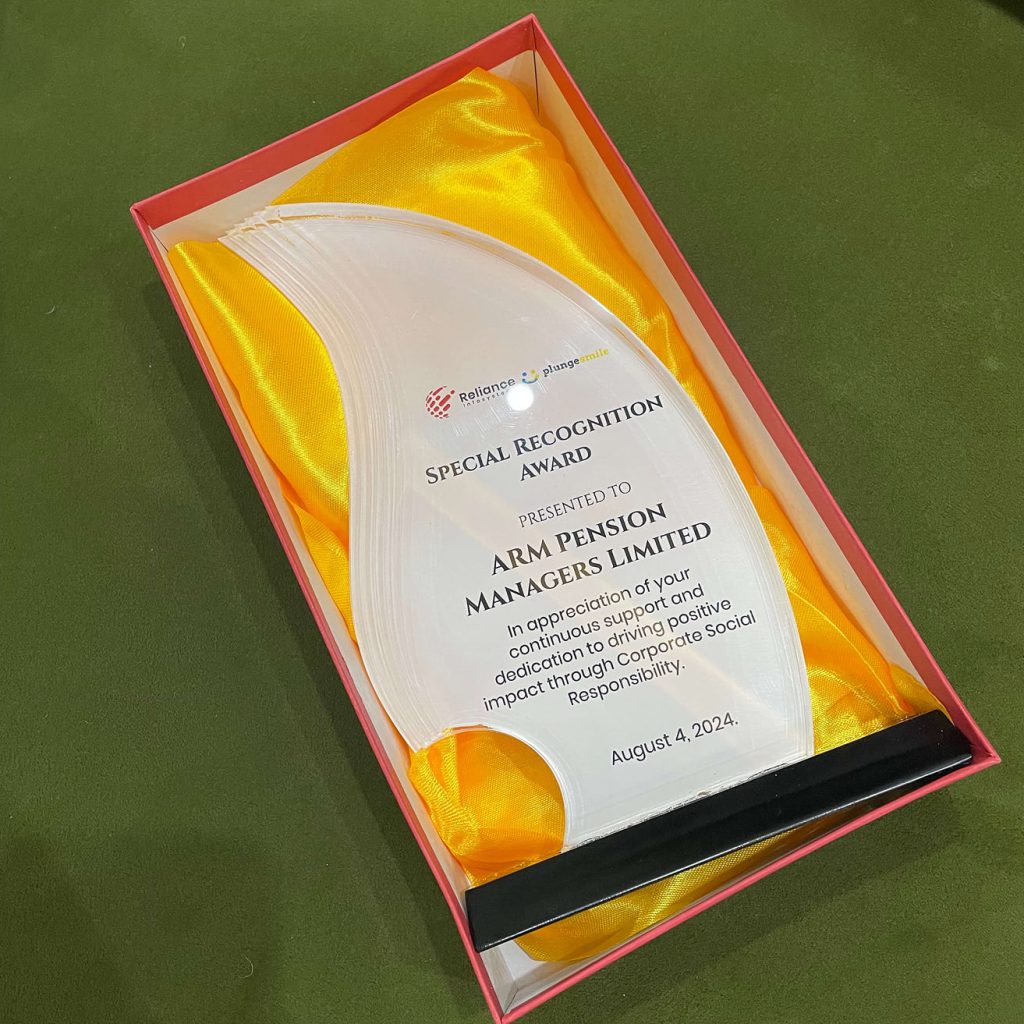 Reliance plungesmile
infosystems
SPECIAL RECOGNITION
AWARD
PRESENTED TO
ARM PENSION
MANAGERS LIMITED
In appreciation of your
continuous support and
dedication to driving positive
impact through Corporate Social
Responsibility.
August 4, 2024.